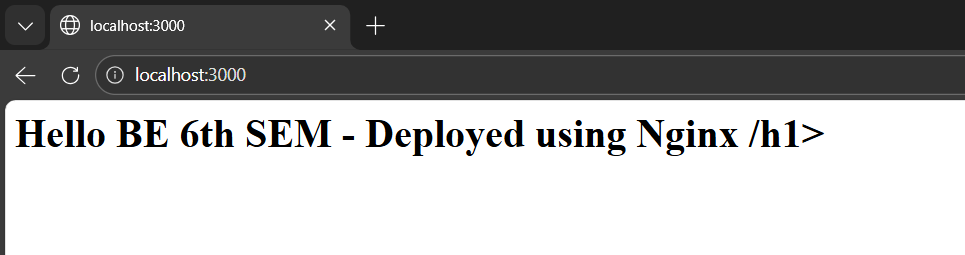 localhost:3000
localhost:3000
Hello BE 6th SEM - Deployed using Nginx /h1>